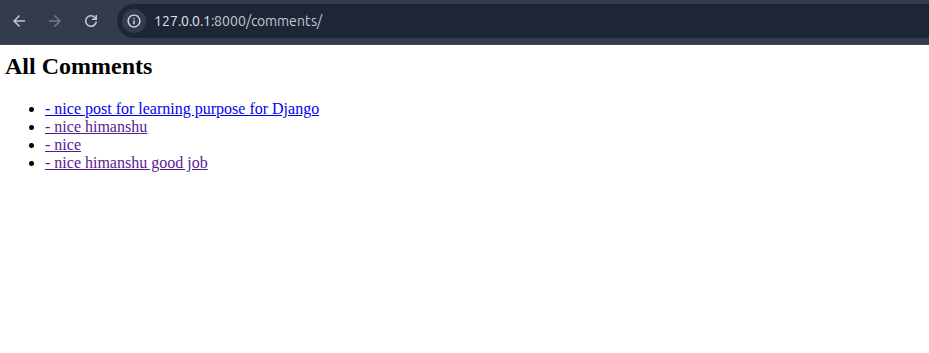 127.0.0.1:8000/comments/
All Comments
- nice post for learning purpose for Django
- nice himanshu
- nice
- nice himanshu good job